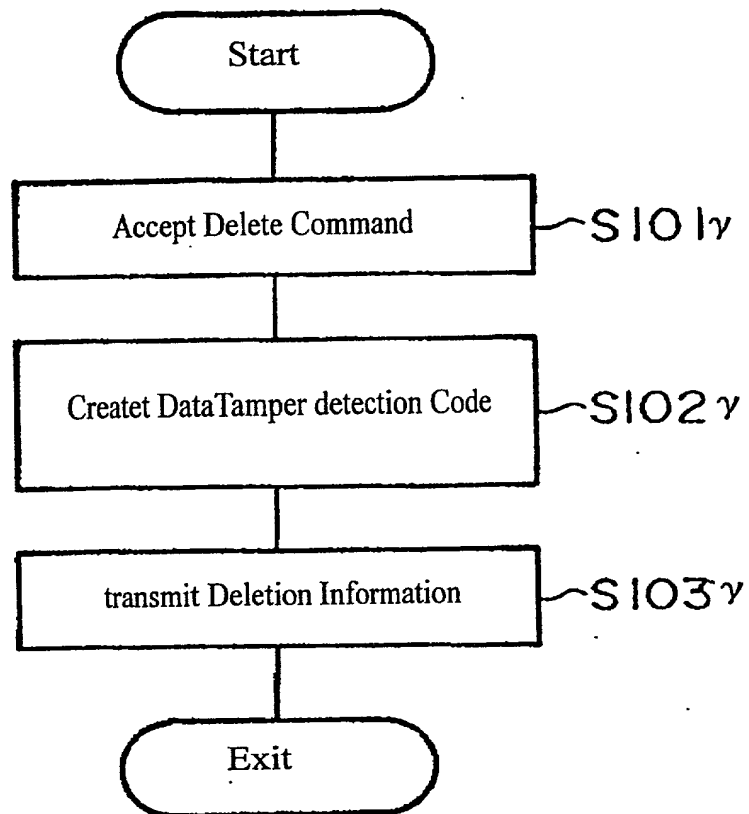 Start
Accept Delete Command
S101γ
Createt DataTamper detection Code
S102γ
transmit Deletion Information
S103γ
Exit